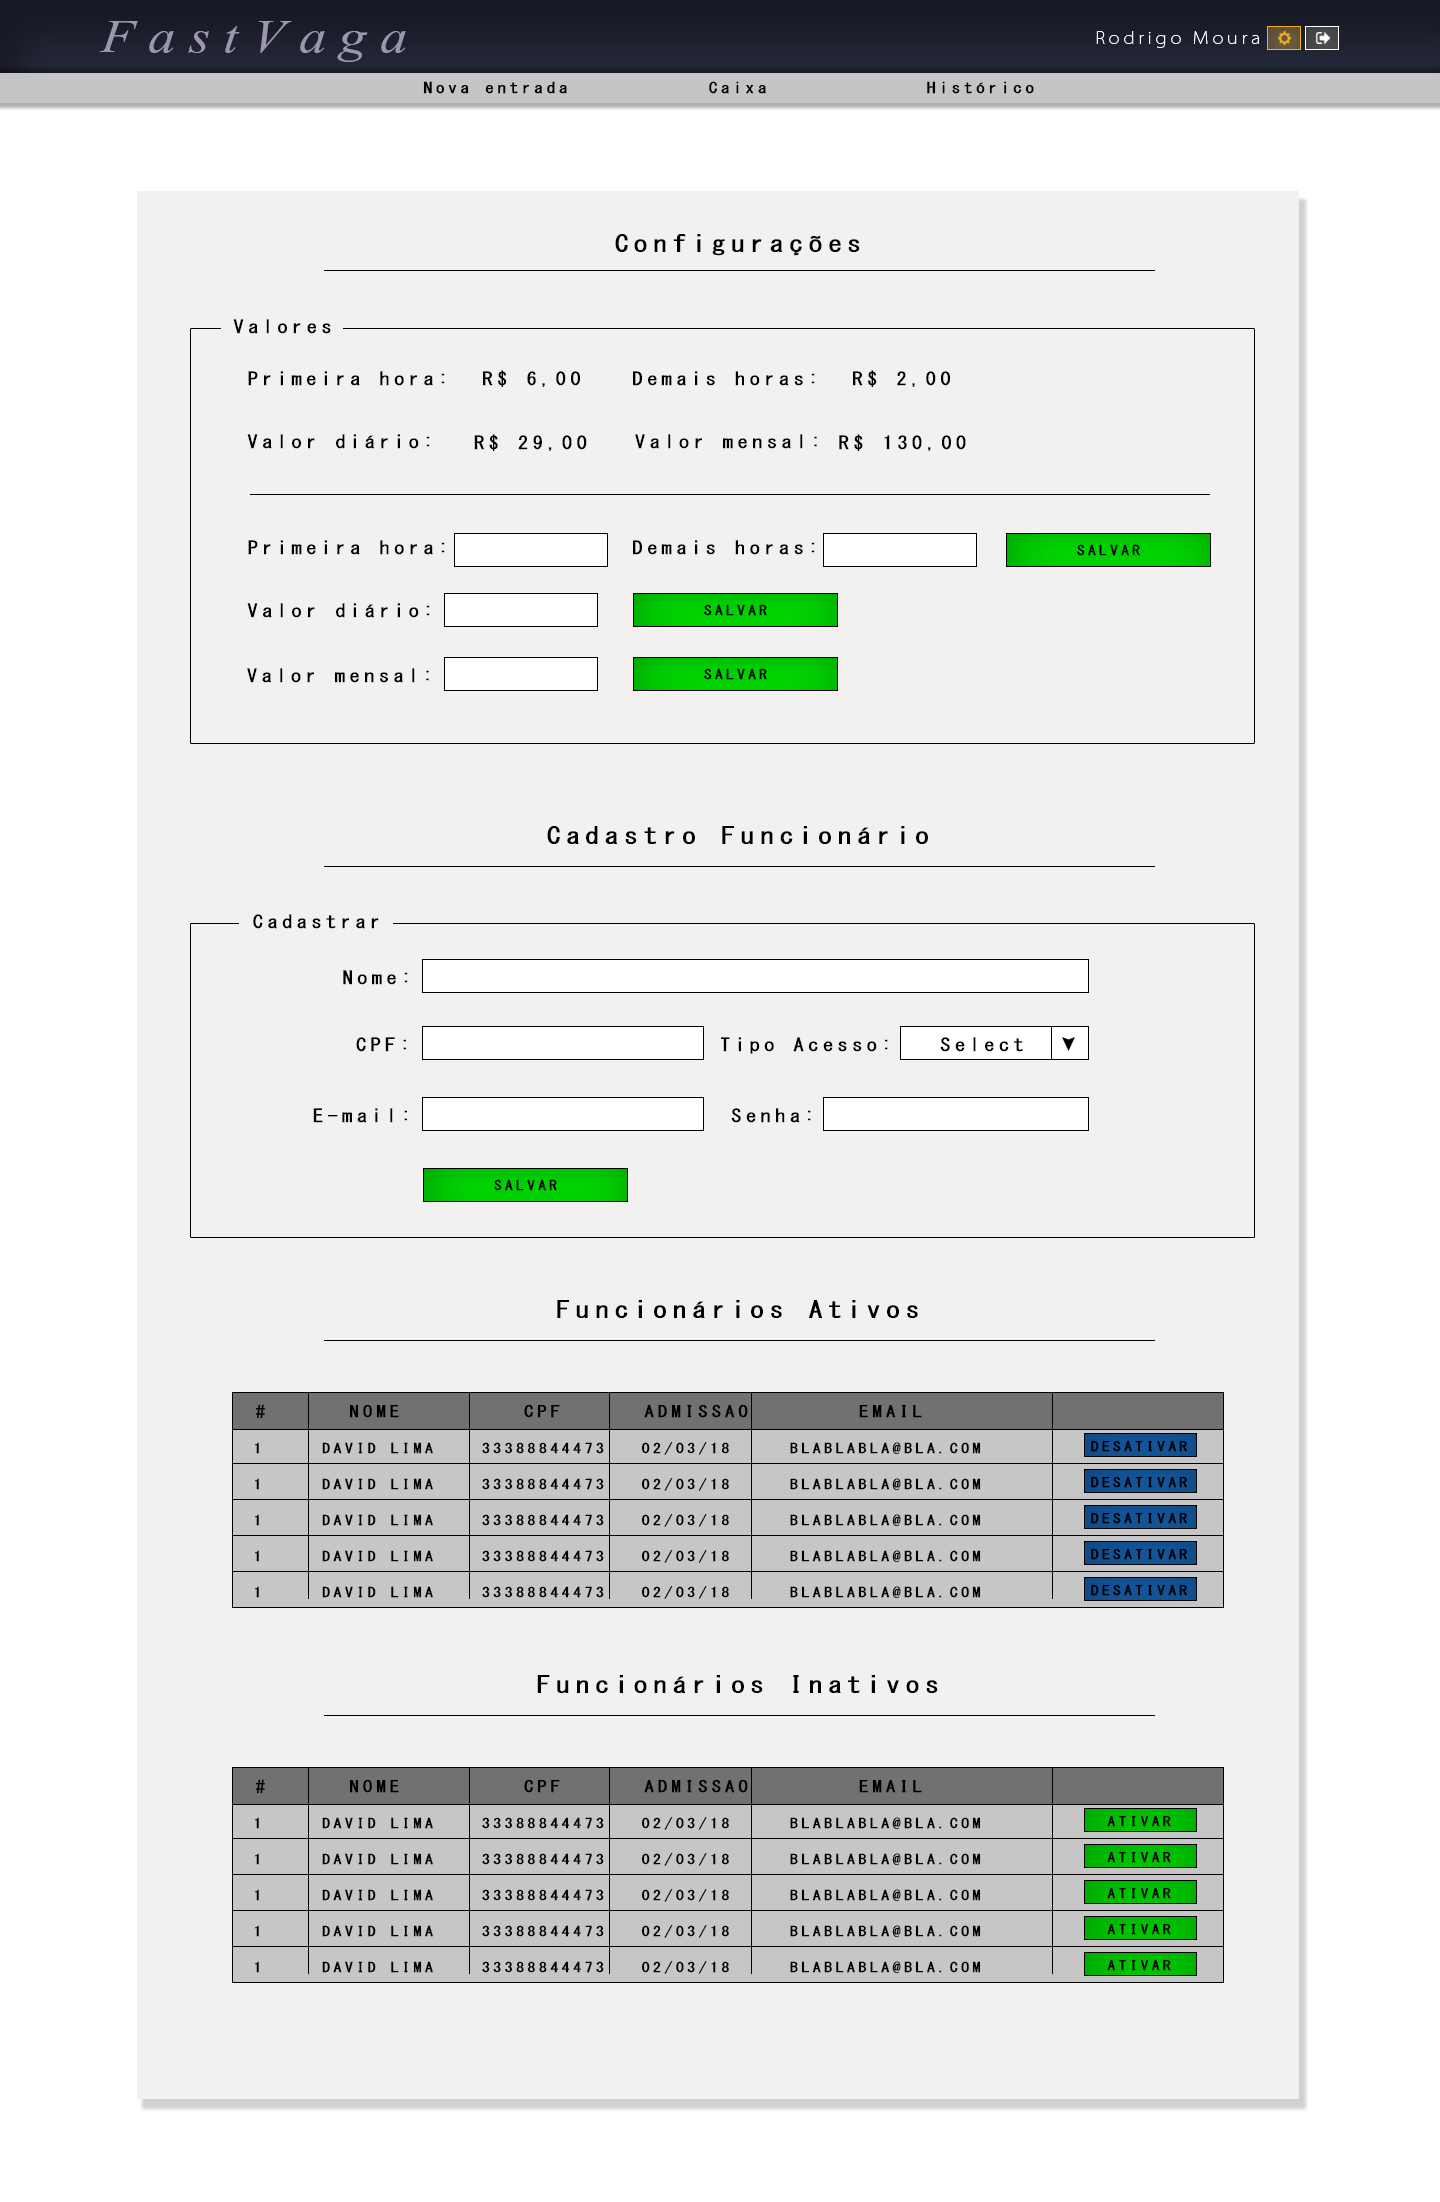 FastVaga
Rodrigo Moura
Nova entrada Caixa Histórico
Configurações
Valores
Primeira hora: R$ 6,00 Demais horas: R$ 2,00
Valor diário: R$ 29,00 Valor mensal: R$ 130,00
Primeira hora: Demais horas: SALVAR
Valor diário: SALVAR
Valor mensal: SALVAR
Cadastro Funcionário
Cadastrar
Nome:
CPF: Tipo Acesso: Select
E-mail: Senha:
SALVAR
Funcionários Ativos
# NOME CPF ADMISSAO EMAIL
1 DAVID LIMA 33388844473 02/03/18 BLABLABLA@BLA.COM DESATIVAR
1 DAVID LIMA 33388844473 02/03/18 BLABLABLA@BLA.COM DESATIVAR
1 DAVID LIMA 33388844473 02/03/18 BLABLABLA@BLA.COM DESATIVAR
1 DAVID LIMA 33388844473 02/03/18 BLABLABLA@BLA.COM DESATIVAR
1 DAVID LIMA 33388844473 02/03/18 BLABLABLA@BLA.COM DESATIVAR
Funcionários Inativos
# NOME CPF ADMISSAO EMAIL
1 DAVID LIMA 33388844473 02/03/18 BLABLABLA@BLA.COM ATIVAR
1 DAVID LIMA 33388844473 02/03/18 BLABLABLA@BLA.COM ATIVAR
1 DAVID LIMA 33388844473 02/03/18 BLABLABLA@BLA.COM ATIVAR
1 DAVID LIMA 33388844473 02/03/18 BLABLABLA@BLA.COM ATIVAR
1 DAVID LIMA 33388844473 02/03/18 BLABLABLA@BLA.COM ATIVAR